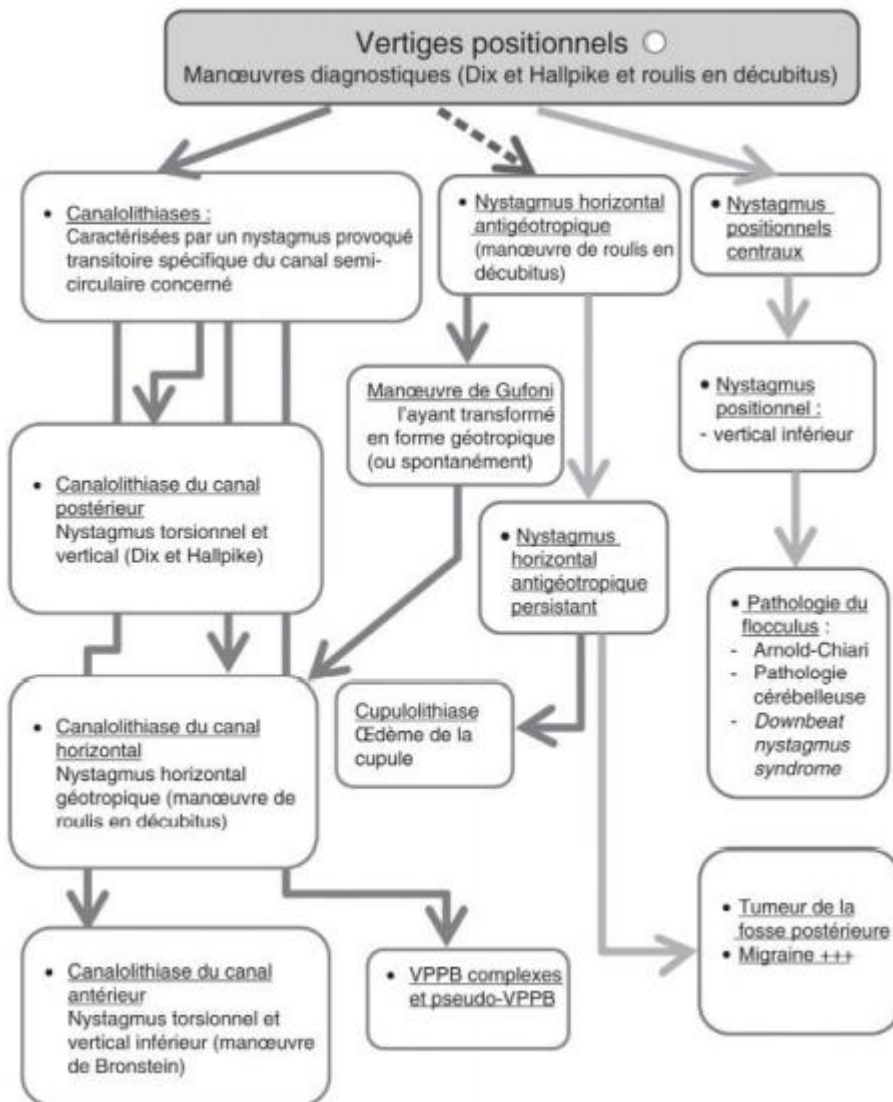 Vertiges positionnels
Manœuvres diagnostiques (Dix et Hallpike et roulis en décubitus)
• Canalolithiases :
Caractérisées par un nystagmus provoqué
transitoire spécifique du canal semi-
circulaire concerné
• Nystagmus horizontal
antigéotropique
(manœuvre de roulis en
décubitus)
• Nystagmus
positionnels
centraux
Manœuvre de Gufoni
l'ayant transformé
en forme géotropique
(ou spontanément)
• Nystagmus
positionnel :
- vertical inférieur
• Canalolithiase du canal
postérieur
Nystagmus torsionnel et
vertical (Dix et Hallpike)
• Nystagmus
horizontal
antigéotropique
persistant
• Pathologie du
flocculus :
- Arnold-Chiari
- Pathologie
cérébelleuse
- Downbeat
nystagmus
syndrome
• Canalolithiase du canal
horizontal
Nystagmus horizontal
géotropique (manœuvre de
roulis en décubitus)
Cupulolithiase
Œdème de la
cupule
• Tumeur de la
fosse postérieure
• Migraine +++
• Canalolithiase du canal
antérieur
Nystagmus torsionnel et
vertical inférieur (manœuvre
de Bronstein)
• VPPB complexes
et pseudo-VPPB